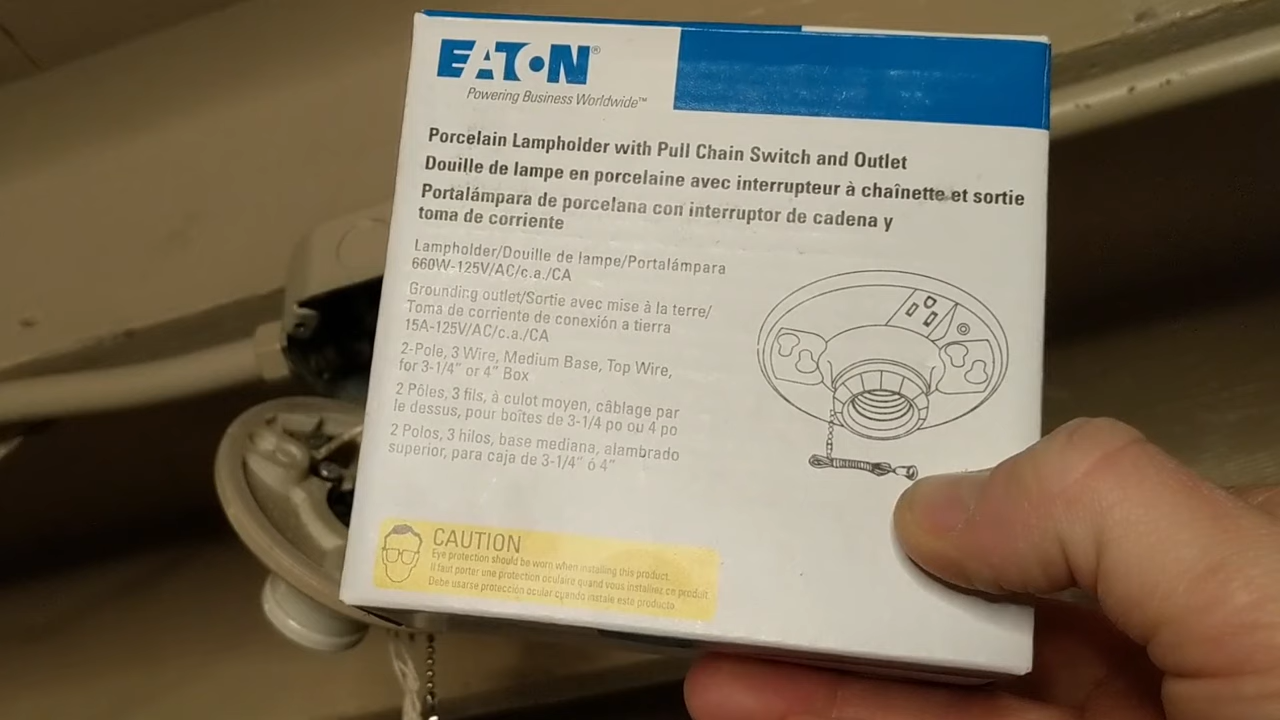 EATON®
Powering Business Worldwide™
Porcelain Lampholder with Pull Chain Switch and Outlet
Douille de lampe en porcelaine avec interrupteur à chaînette et sortie
Portalámpara de porcelana con interruptor de cadena y
toma de corriente
Lampholder/Douille de lampe/Portalámpara
660W-125V/AC/c.a./CA
Grounding outlet/Sortie avec mise à la terre/
Toma de corriente de conexión a tierra
15A-125V/AC/c.a./CA
2-Pole, 3 Wire, Medium Base, Top Wire,
for 3-1/4" or 4" Box
2 Pôles, 3 fils, à culot moyen, câblage par
le dessus, pour boîtes de 3-1/4 po ou 4 po
2 Polos, 3 hilos, base mediana, alambrado
superior, para caja de 3-1/4" ó 4"
CAUTION
Eye protection should be worn when installing this product.
Il faut porter une protection oculaire quand vous installez ce produit.
Debe usarse protección ocular cuando instale este producto.